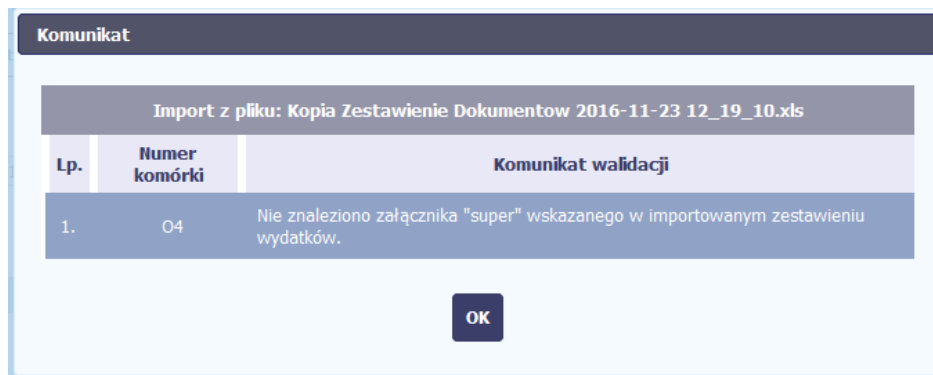 Komunikat
Import z pliku: Kopia Zestawienie Dokumentow 2016-11-23 12_19_10.xls
Lp.
Numer
komórki
Komunikat walidacji
1.
O4
Nie znaleziono załącznika "super" wskazanego w importowanym zestawieniu
wydatków.
OK